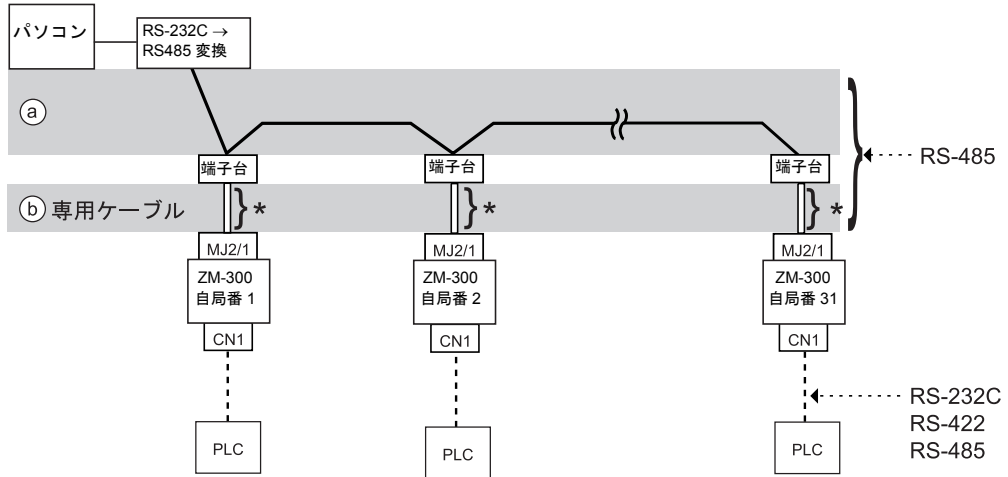 パソコン
RS-232C →
RS485 変換
a
端子台
端子台
端子台
RS-485
b 専用ケーブル
*
*
*
MJ2/1
MJ2/1
MJ2/1
ZM-300
自局番 1
ZM-300
自局番 2
ZM-300
自局番 31
CN1
CN1
CN1
RS-232C
RS-422
RS-485
PLC
PLC
PLC